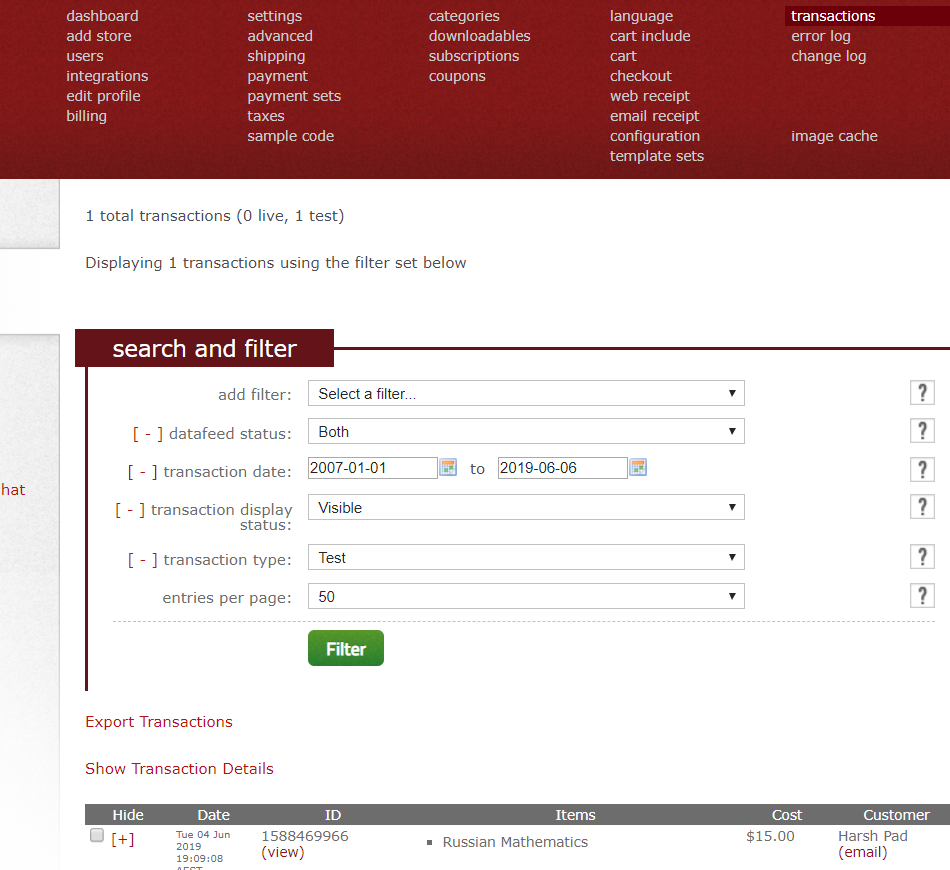 dashboard settings categories language transactions
add store advanced downloadables cart include error log
users shipping subscriptions cart change log
integrations payment coupons checkout
edit profile payment sets web receipt
billing taxes email receipt
sample code configuration image cache
template sets
1 total transactions (0 live, 1 test)
Displaying 1 transactions using the filter set below
search and filter
add filter: Select a filter... ?
[ - ] datafeed status: Both ?
[ - ] transaction date: 2007-01-01 to 2019-06-06 ?
hat
[ - ] transaction display Visible ?
status:
[ - ] transaction type: Test ?
entries per page: 50 ?
Filter
Export Transactions
Show Transaction Details
Hide Date ID Items Cost Customer
[+] Tue 04 Jun 1588469966 Russian Mathematics $15.00 Harsh Pad
2019 (view) (email)
19:09:08